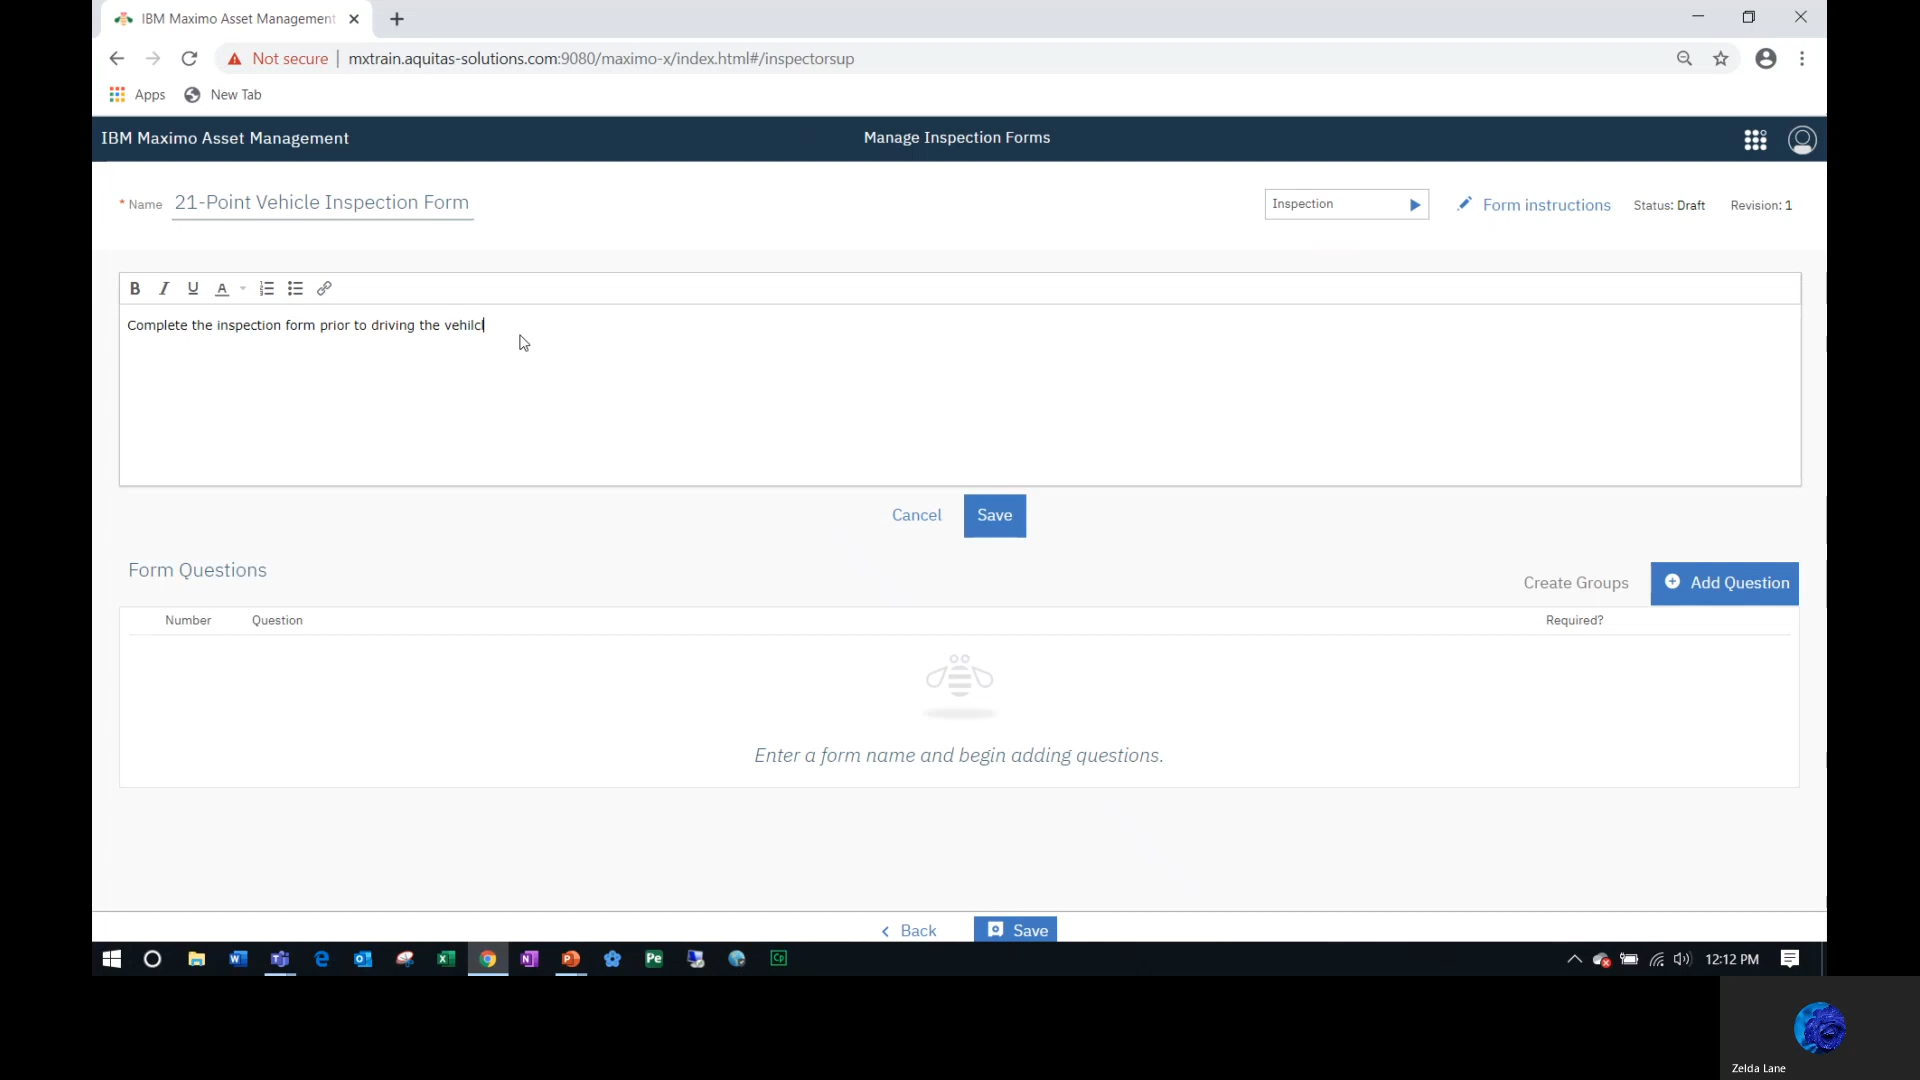 IBM Maximo Asset Management
Not secure | mxtrain.aquitas-solutions.com:9080/maximo-x/index.html#/inspectorsup
Apps New Tab
IBM Maximo Asset Management Manage Inspection Forms
* Name 21-Point Vehicle Inspection Form Inspection Form instructions Status: Draft Revision: 1
B I U A
Complete the inspection form prior to driving the vehilcl
Cancel Save
Form Questions
Create Groups Add Question
Number Question Required?
Enter a form name and begin adding questions.
Back Save
12:12 PM
Zelda Lane